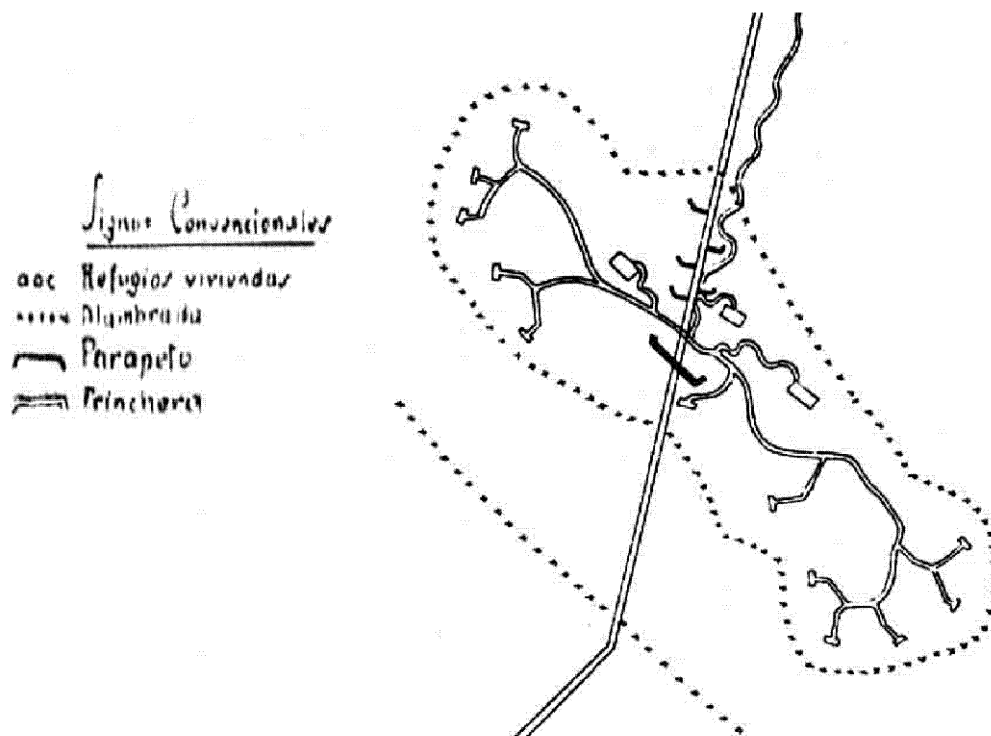 Signos Convencionales
Refugios viviendas
Alambrada
Parapeto
Trinchera